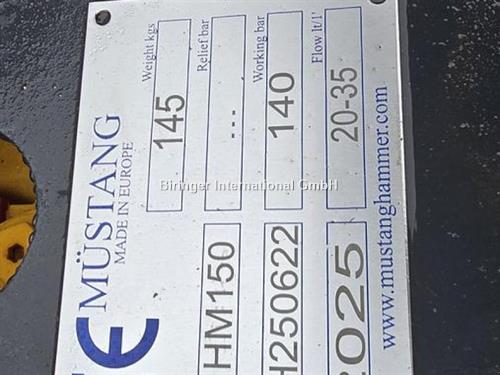 MÜSTANG
MADE IN EUROPE
Weight kgs
145
Relief bar
...
Working bar
140
Flow lt/1'
20-35
HM150
H250622
2025
www.mustanghammer.com
Biringer International GmbH